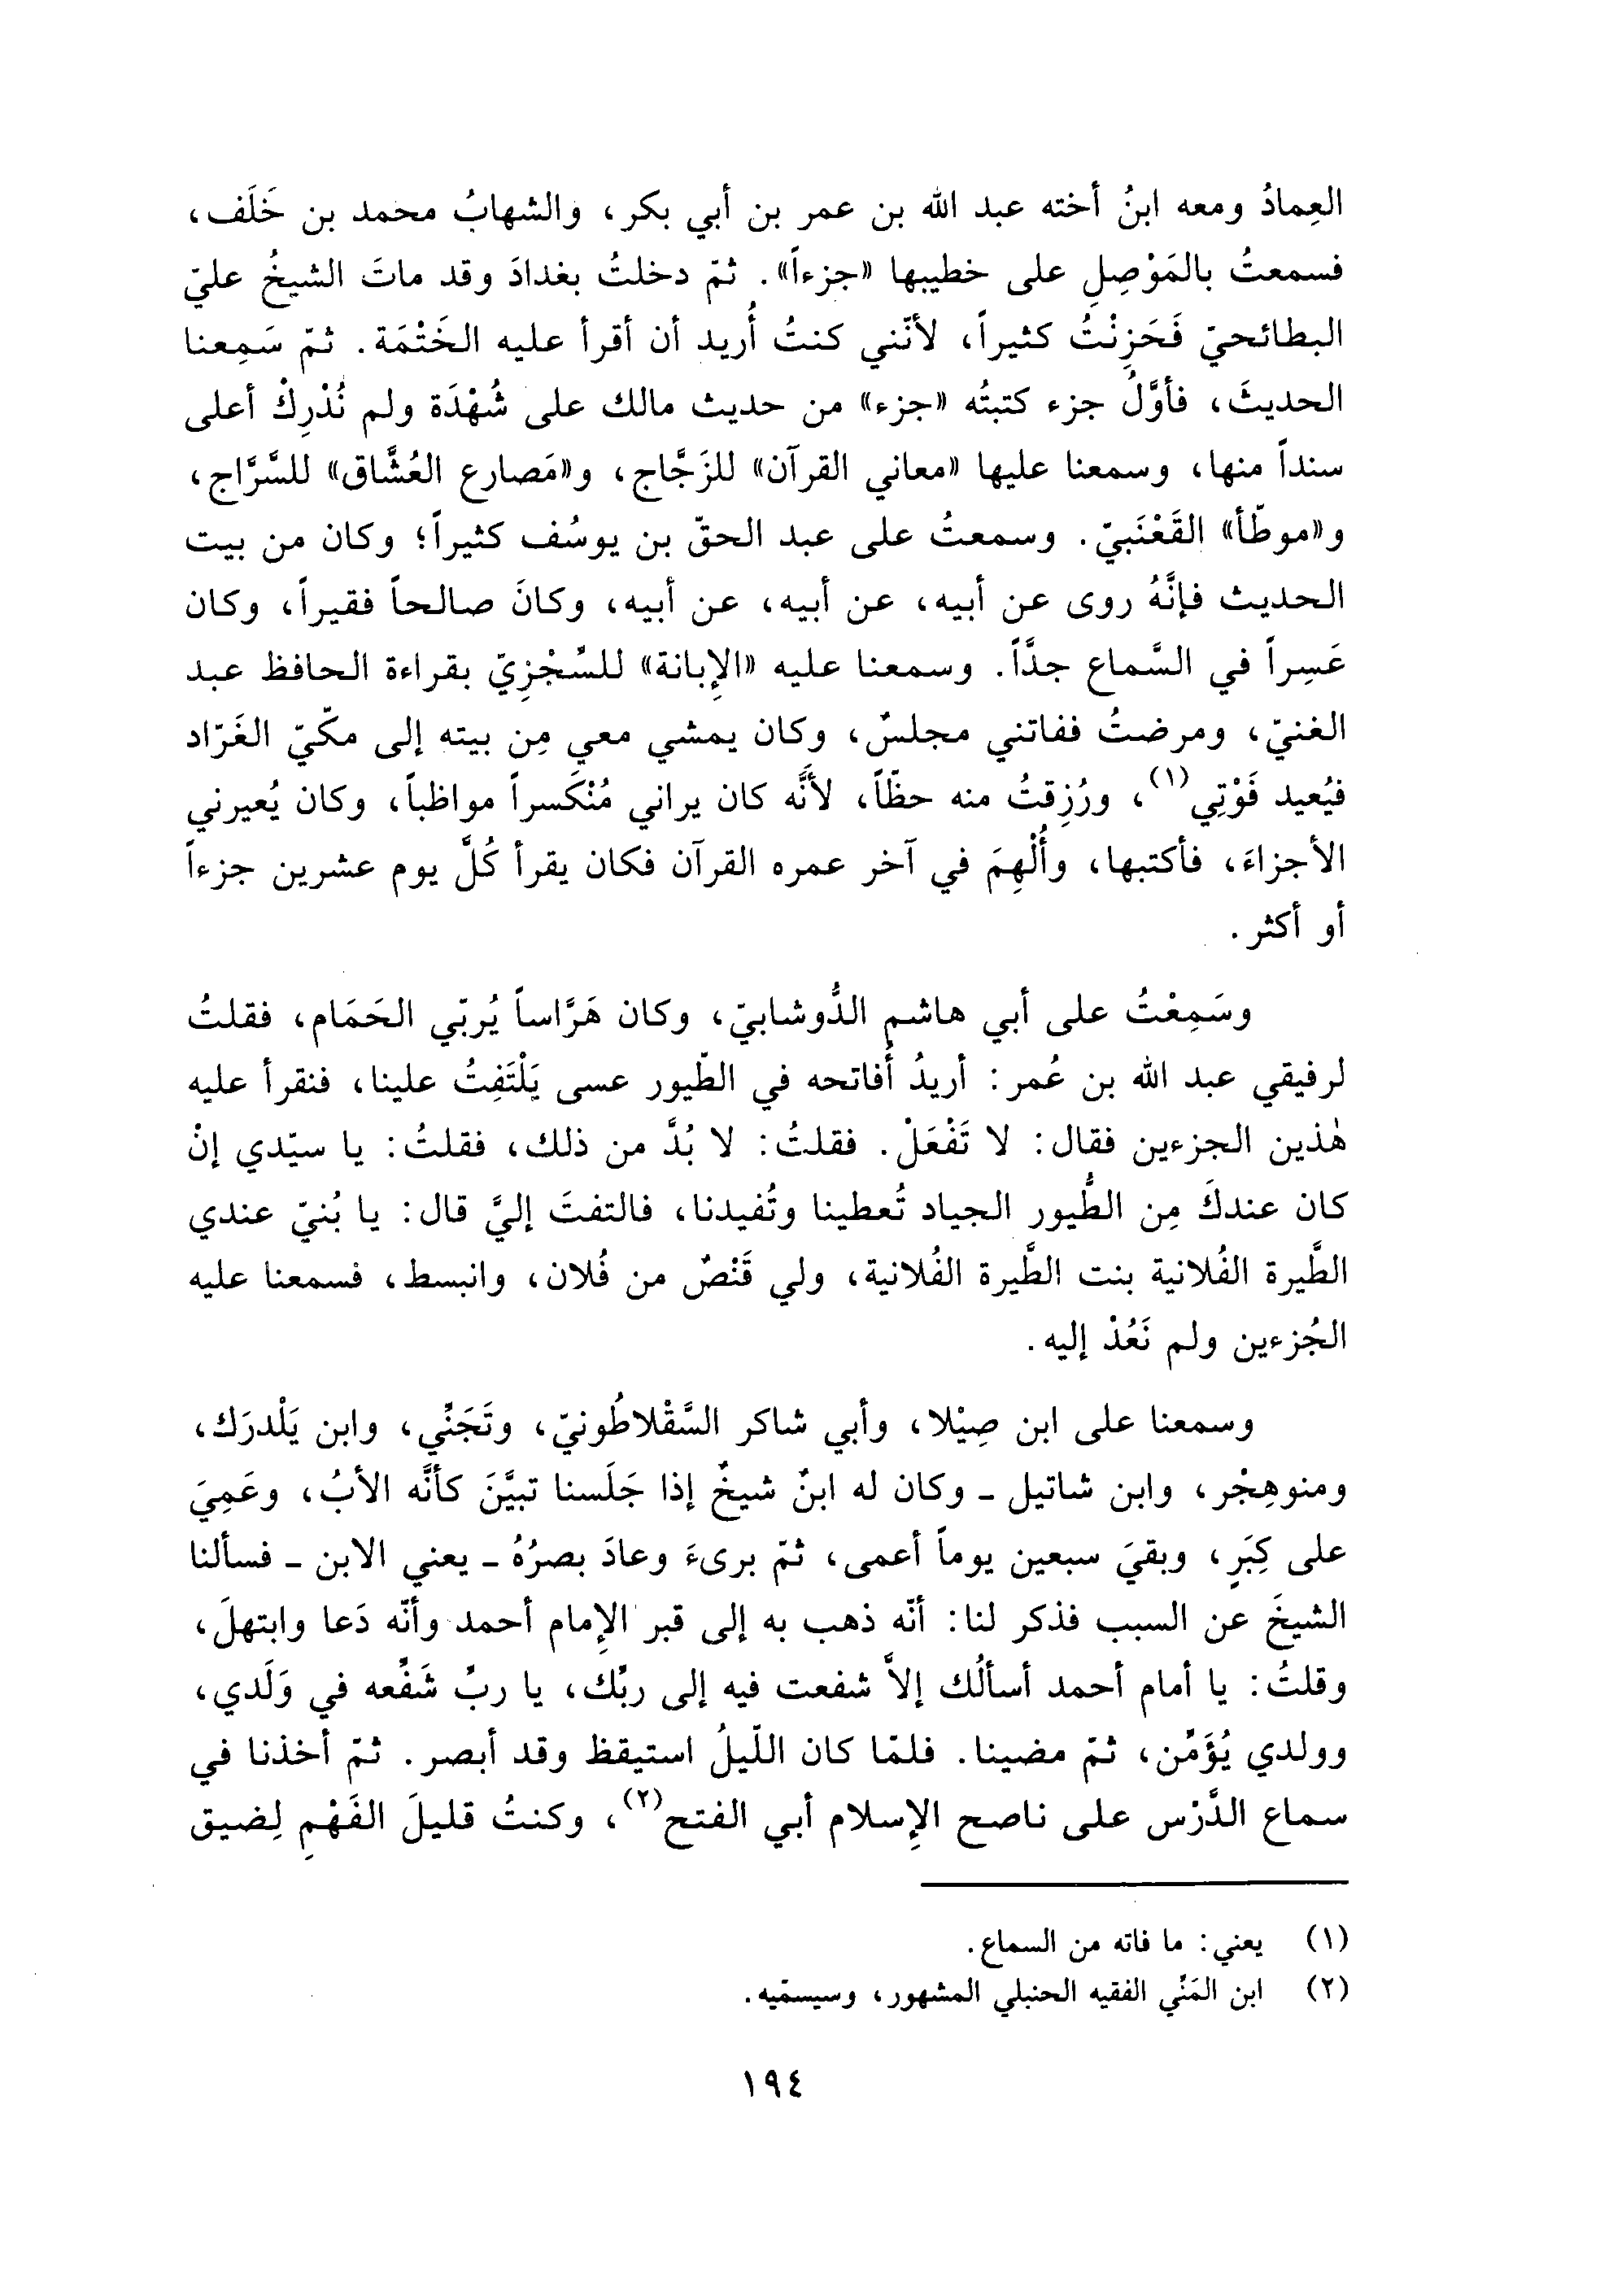 العِمادُ ومعه ابنُ أخته عبد الله بن عمر بن أبي بكر، والشهابُ محمد بن خَلَف،
فسمعتُ بالمَوْصِلِ على خطيبها «جزءاً». ثمّ دخلتُ بغدادَ وقد ماتَ الشيخُ عليّ
البطائحيّ فَحَزِنْتُ كثيراً، لأنّني كنتُ أُريد أن أقرأ عليه الخَتْمَة. ثمّ سَمِعنا
الحديثَ، فأوَّلُ جزء كتبتُه «جزء» من حديث مالك على شُهْدَة ولم نُدْرِكْ أعلى
سنداً منها، وسمعنا عليها «معاني القرآن» للزَجَّاج، و«مَصارع العُشَّاق» للسَّرَّاج،
و«موطّأ» القَعْنَبيّ. وسمعتُ على عبد الحقّ بن يوسُف كثيراً؛ وكان من بيت
الحديث فإنَّهُ روى عن أبيه، عن أبيه، عن أبيه، وكانَ صالحاً فقيراً، وكان
عَسِراً في السَّماع جدَّاً. وسمعنا عليه «الإِبانة» للسِّجْزِيّ بقراءة الحافظ عبد
الغنيّ، ومرضتُ ففاتني مجلسٌ، وكان يمشي معي مِن بيته إلى مكّيّ الغَرّاد
فيُعيد فَوْتِي(١)، ورُزِقتُ منه حظّاً، لأنَّه كان يراني مُنْكَسراً مواظباً، وكان يُعيرني
الأجزاءَ، فأكتبها، وأُلْهِمَ في آخر عمره القرآن فكان يقرأ كُلَّ يوم عشرين جزءاً
أو أكثر.
وسَمِعْتُ على أبي هاشم الدُّوشابيّ، وكان هَرَّاساً يُربّي الحَمَام، فقلتُ
لرفيقي عبد الله بن عُمر: أريدُ أُفاتحه في الطّيور عسى يَلْتَفِتُ علينا، فنقرأ عليه
هٰذين الجزءين فقال: لا تَفْعَلْ. فقلتُ: لا بُدَّ من ذلك، فقلتُ: يا سيّدي إنْ
كان عندكَ مِن الطُّيور الجياد تُعطينا وتُفيدنا، فالتفتَ إليَّ قال: يا بُنيّ عندي
الطَّيرة الفُلانية بنت الطَّيرة الفُلانية، ولي قَنْصٌ من فُلان، وانبسط، فسمعنا عليه
الجُزءين ولم نَعُدْ إليه.
وسمعنا على ابن صِيْلا، وأبي شاكر السَّقْلاطُونيّ، وتَجَنِّي، وابن يَلْدرَك،
ومنوهِجْر، وابن شاتيل ـ وكان له ابنٌ شيخٌ إذا جَلَسنا تبيَّنَ كأنَّه الأبُ، وعَمِيَ
على كِبَرٍ، وبقيَ سبعين يوماً أعمى، ثمّ برىءَ وعادَ بصرُهُ ـ يعني الابن ـ فسألنا
الشيخَ عن السبب فذكر لنا: أنّه ذهب به إلى قبر الإِمام أحمد وأنّه دَعا وابتهلَ،
وقلتُ: يا أمام أحمد أسألُك إلاَّ شفعت فيه إلى ربِّك، يا ربِّ شَفِّعه في وَلَدي،
وولدي يُؤَمِّن، ثمّ مضينا. فلمّا كان اللّيلُ استيقظ وقد أبصر. ثمّ أخذنا في
سماع الدَّرْس على ناصح الإِسلام أبي الفتح(٢)، وكنتُ قليلَ الفَهْمِ لِضيق
(١) يعني: ما فاته من السماع.
(٢) ابن المَنِّي الفقيه الحنبلي المشهور، وسيسمّيه.
١٩٤